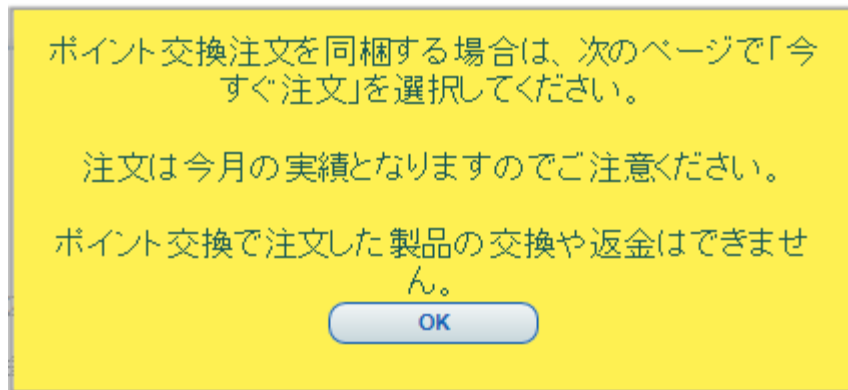 ポイント交換注文を同梱する場合は、次のページで「今
すぐ注文」を選択してください。
注文は今月の実績となりますのでご注意ください。
ポイント交換で注文した製品の交換や返金はできませ
ん。
OK